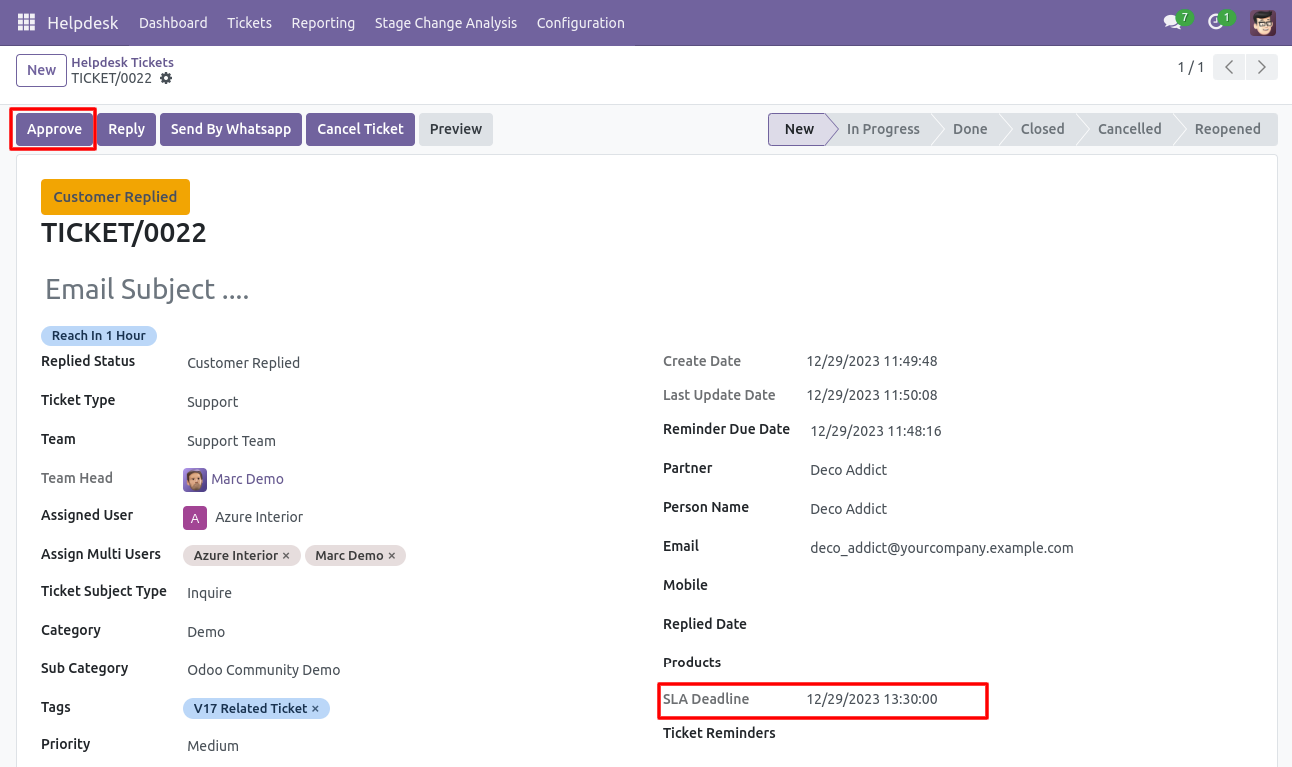 Helpdesk Dashboard Tickets Reporting Stage Change Analysis Configuration 7 1
New Helpdesk Tickets
TICKET/0022
1 / 1
Approve Reply Send By Whatsapp Cancel Ticket Preview New In Progress Done Closed Cancelled Reopened
Customer Replied
TICKET/0022
Email Subject ....
Reach In 1 Hour
Replied Status Customer Replied
Ticket Type Support
Team Support Team
Team Head Marc Demo
Assigned User A Azure Interior
Assign Multi Users Azure Interior × Marc Demo ×
Ticket Subject Type Inquire
Category Demo
Sub Category Odoo Community Demo
Tags V17 Related Ticket ×
Priority Medium
Create Date 12/29/2023 11:49:48
Last Update Date 12/29/2023 11:50:08
Reminder Due Date 12/29/2023 11:48:16
Partner Deco Addict
Person Name Deco Addict
Email deco_addict@yourcompany.example.com
Mobile
Replied Date
Products
SLA Deadline 12/29/2023 13:30:00
Ticket Reminders